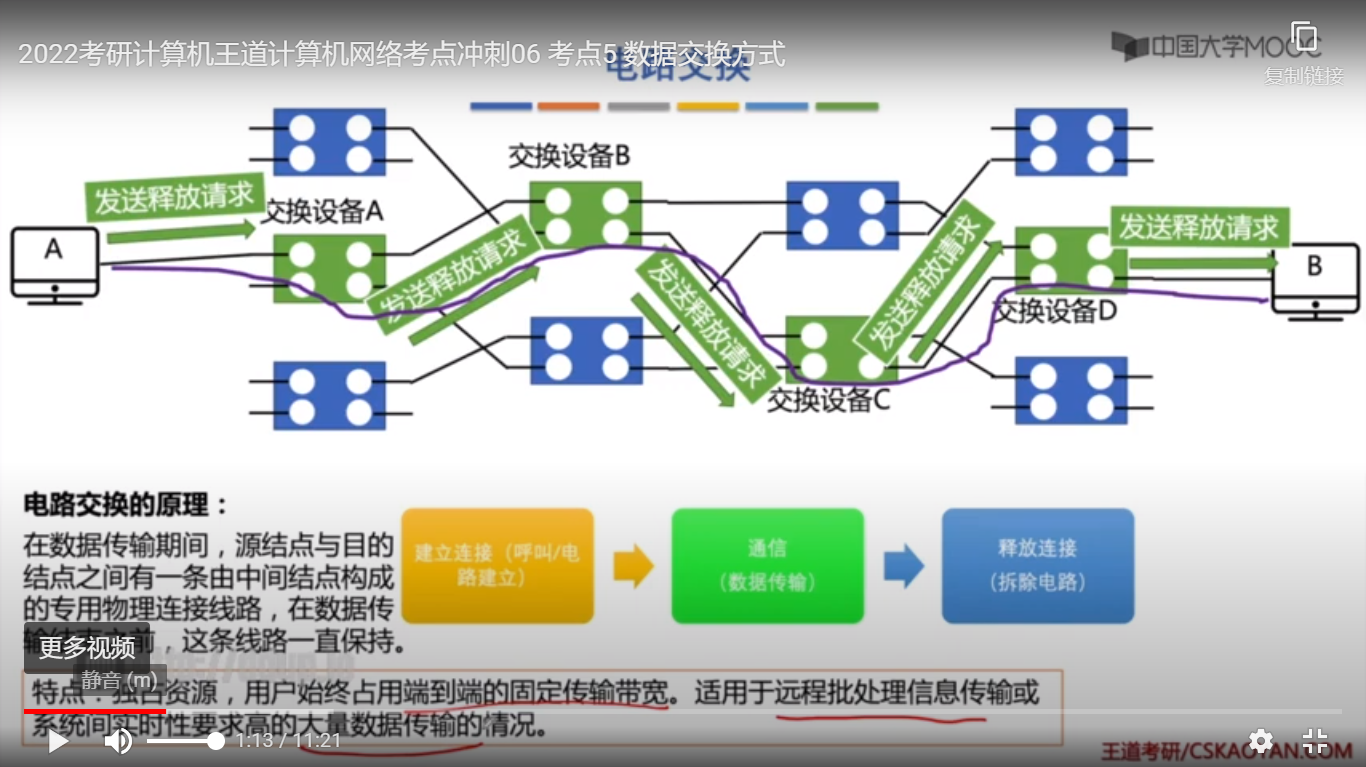 2022考研计算机王道计算机网络考点冲刺06 考点5 数据交换方式
电路交换
中国大学MOOC
复制链接
交换设备B
发送释放请求
交换设备A
A
发送释放请求
发送释放请求
发送释放请求
发送释放请求
B
交换设备D
交换设备C
电路交换的原理：
在数据传输期间，源结点与目的
结点之间有一条由中间结点构成
的专用物理连接线路，在数据传
输结束之前，这条线路一直保持。
建立连接（呼叫/电
路建立）
通信
（数据传输）
释放连接
（拆除电路）
更多视频
静音 (m)
特点：独占资源，用户始终占用端到端的固定传输带宽。适用于远程批处理信息传输或
系统间实时性要求高的大量数据传输的情况。
1:13 / 11:21
王道考研/CSKAOYAN.COM